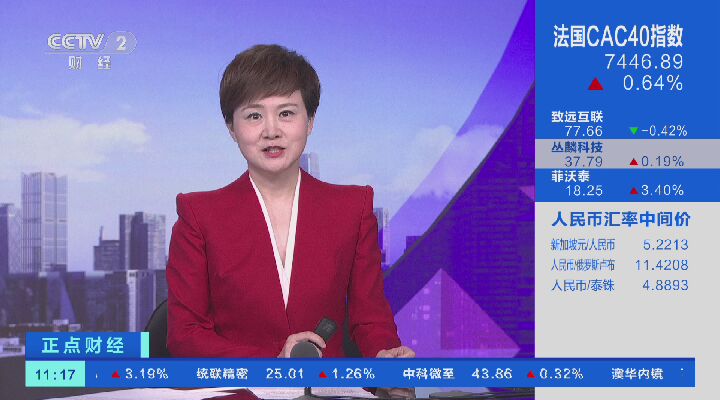 CCTV 2
财经
法国CAC40指数
7446.89
▲ 0.64%
致远互联
77.66 ▼-0.42%
丛麟科技
37.79 ▲0.19%
菲沃泰
18.25 ▲3.40%
人民币汇率中间价
新加坡元/人民币 5.2213
人民币/俄罗斯卢布 11.4208
人民币/泰铢 4.8893
正点财经
11:17 ▲ 3.19% 统联精密 25.01 ▲ 1.26% 中科微至 43.86 ▲ 0.32% 澳华内镜